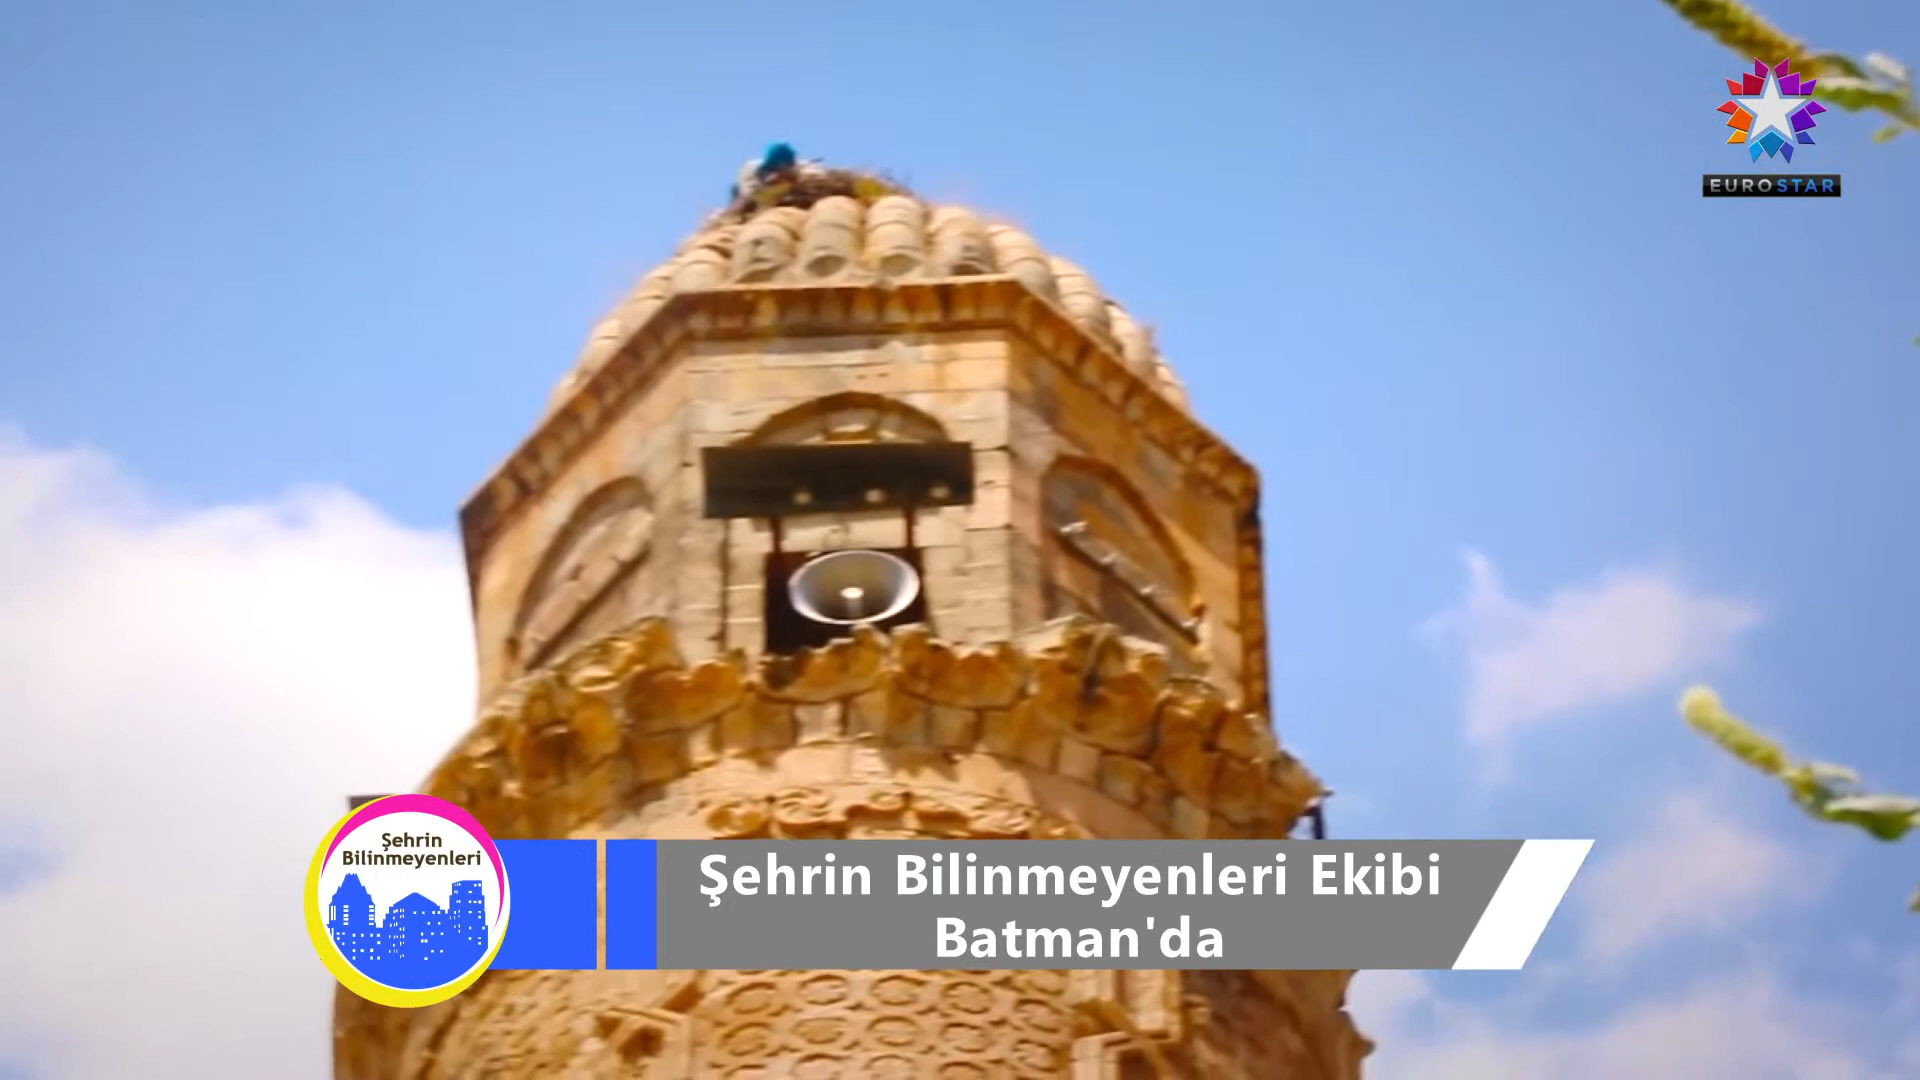 EUROSTAR
Şehrin
Bilinmeyenleri
Şehrin Bilinmeyenleri Ekibi
Batman'da